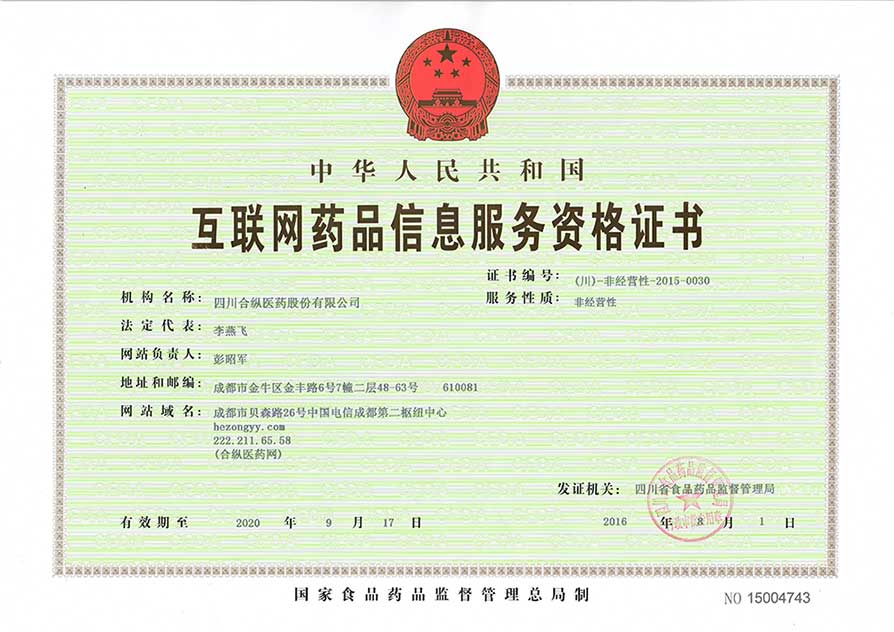 中华人民共和国
互联网药品信息服务资格证书
证书编号： (川)-非经营性-2015-0030
服务性质： 非经营性
机构名称： 四川合纵医药股份有限公司
法定代表： 李燕飞
网站负责人： 彭昭军
地址和邮编： 成都市金牛区金丰路6号7幢二层48-63号 610081
网站域名： 成都市贝森路26号中国电信成都第二枢纽中心
hezongyy.com
222.211.65.58
(合纵医药网)
发证机关： 四川省食品药品监督管理局
有效期至 2020 年 9 月 17 日
2016 年 8 月 1 日
国家食品药品监督管理总局制
NO 15004743